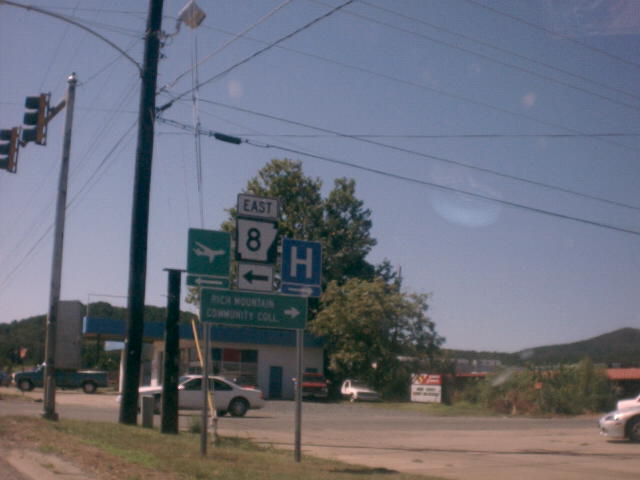 EAST
8
H
RICH MOUNTAIN
COMMUNITY COLL.